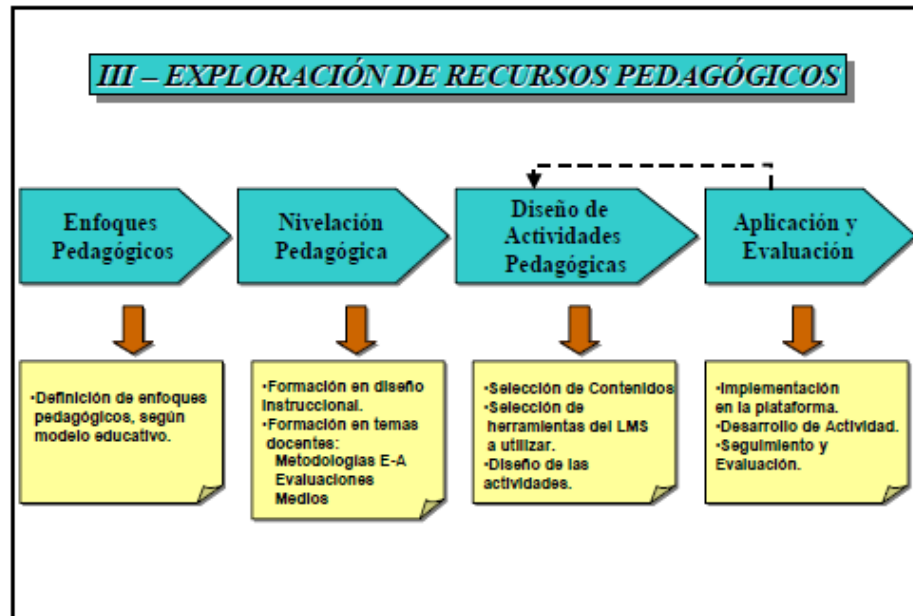 III – EXPLORACIÓN DE RECURSOS PEDAGÓGICOS
Enfoques
Pedagógicos
Nivelación
Pedagógica
Diseño de
Actividades
Pedagógicas
Aplicación y
Evaluación
•Definición de enfoques
pedagógicos, según
modelo educativo.
•Formación en diseño
Instruccional.
•Formación en temas
docentes:
Metodologías E-A
Evaluaciones
Medios
•Selección de Contenidos
•Selección de
herramientas del LMS
a utilizar.
•Diseño de las
actividades.
•Implementación
en la plataforma.
•Desarrollo de Actividad.
•Seguimiento y
Evaluación.